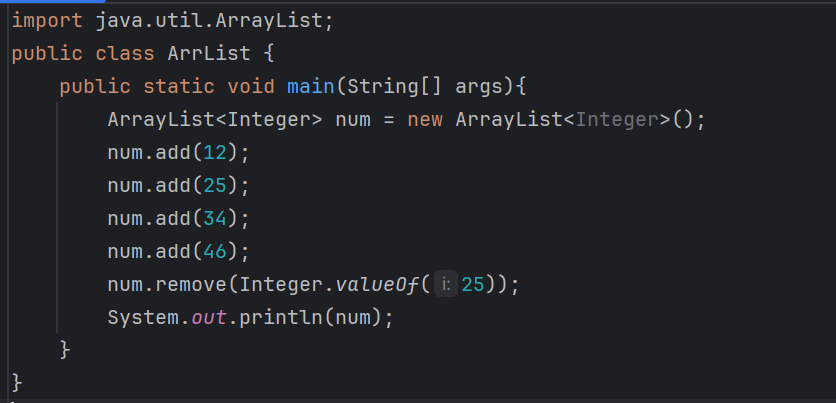 import java.util.ArrayList;
public class ArrList {
    public static void main(String[] args){
        ArrayList<Integer> num = new ArrayList<Integer>();
        num.add(12);
        num.add(25);
        num.add(34);
        num.add(46);
        num.remove(Integer.valueOf( i: 25));
        System.out.println(num);
    }
}